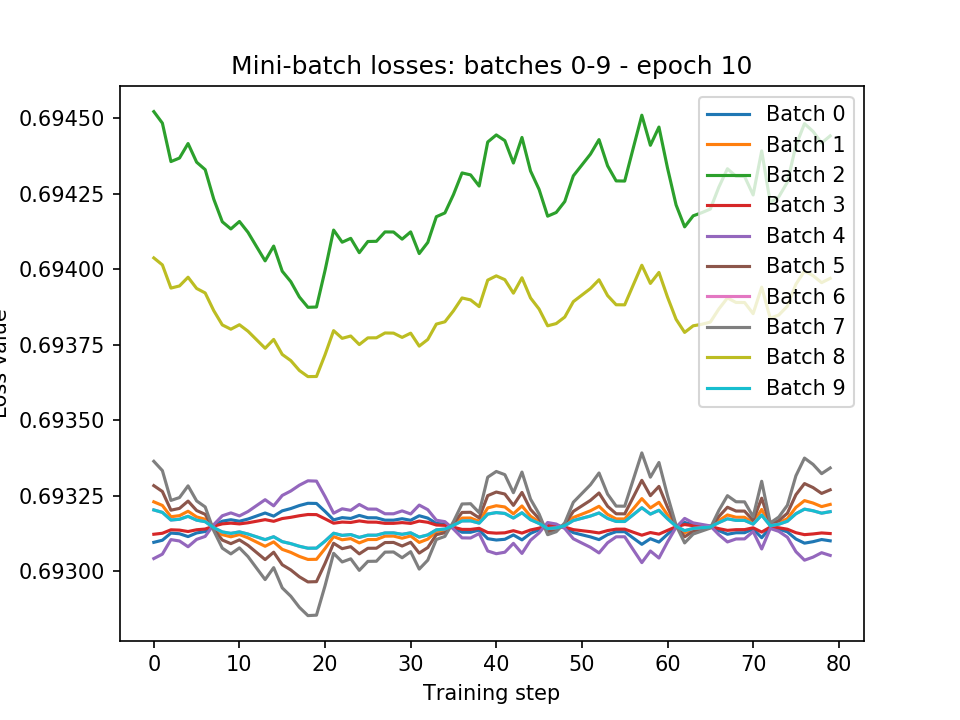 Mini-batch losses: batches 0-9 - epoch 10
0.69450
0.69425
0.69400
0.69375
0.69350
0.69325
0.69300
Loss value
0
10
20
30
40
50
60
70
80
Training step
Batch 0
Batch 1
Batch 2
Batch 3
Batch 4
Batch 5
Batch 6
Batch 7
Batch 8
Batch 9